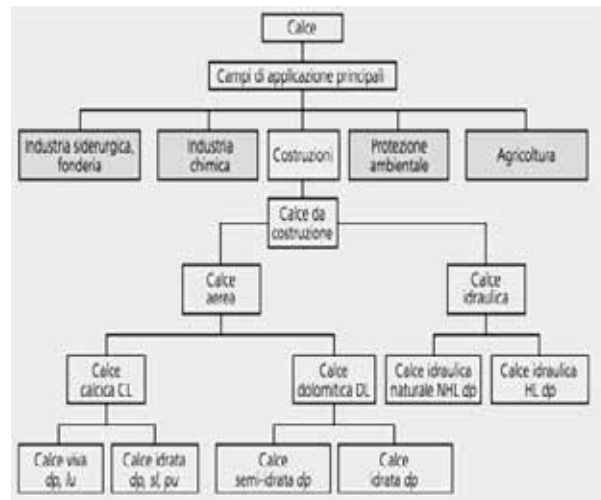 Calce
Campi di applicazione principali
Industria siderurgica,
fonderia
Industria
chimica
Costruzioni
Protezione
ambientale
Agricoltura
Calce da
costruzione
Calce
aerea
Calce
idraulica
Calce
calcica CL
Calce
dolomitica DL
Calce idraulica
naturale NHL dp
Calce idraulica
HL dp
Calce viva
dp, lu
Calce idrata
dp, sl, pu
Calce
semi-idrata dp
Calce
idrata dp